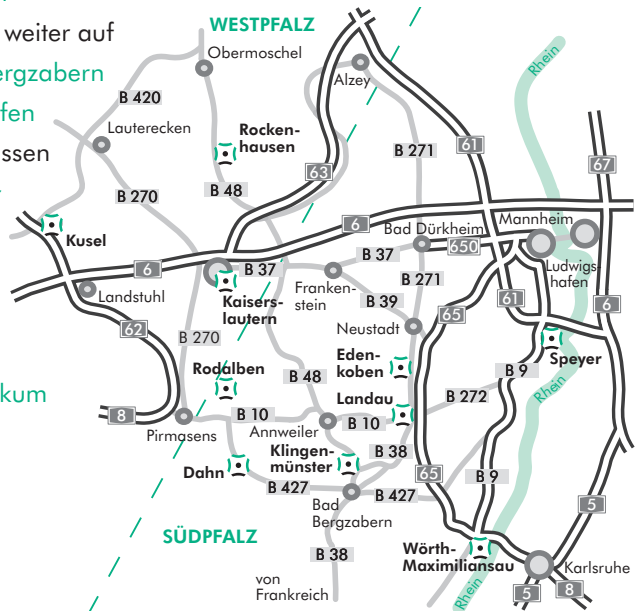 weiter auf
ergzabern
fen
ssen
kum
WESTPFALZ
Obermoschel
Alzey
Rhein
B 420
Lauterecken
Rocken-
hausen
63
B 271
61
67
B 270
B 48
Kusel
6
Bad Dürkheim
Mannheim
650
6
B 37
B 37
Ludwigs-
hafen
Landstuhl
Kaisers-
lautern
Franken-
stein
B 271
B 39
61
6
62
65
B 270
Neustadt
Speyer
Rodalben
Eden-
koben
B 9
B 48
B 272
Rhein
8
Landau
B 10
B 10
Pirmasens
Annweiler
Klingen-
münster
B 38
Dahn
65
B 9
B 427
B 427
Bad
Bergzabern
5
SÜDPFALZ
B 38
Wörth-
Maximiliansau
Karlsruhe
von
Frankreich
Rhein
5
8